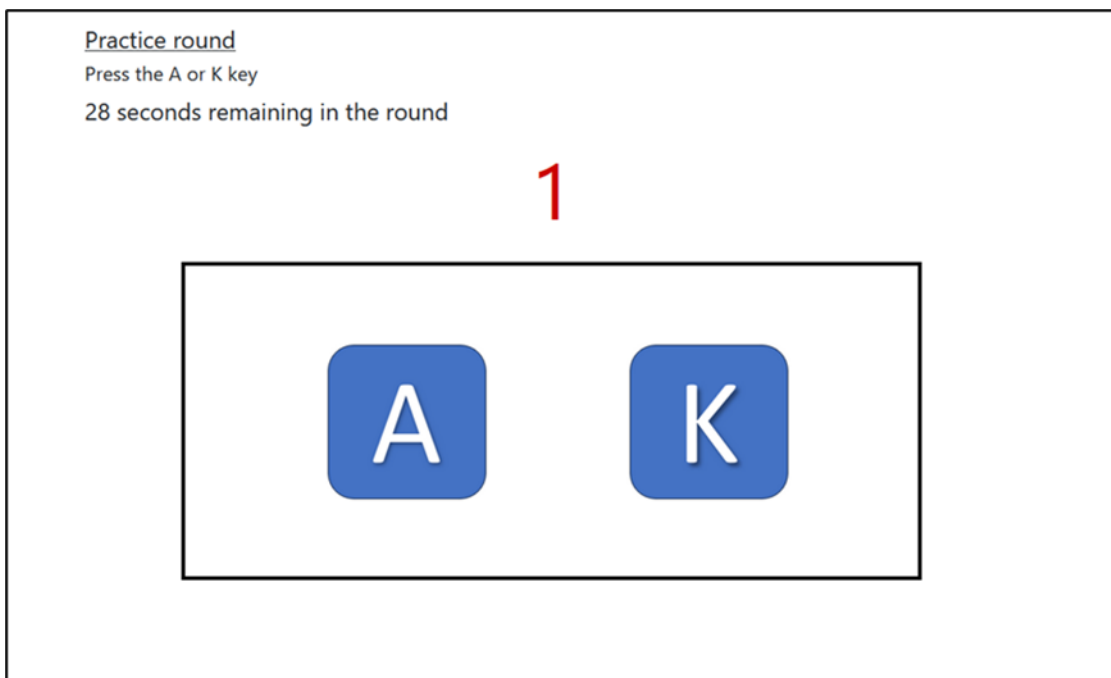 Practice round
Press the A or K key
28 seconds remaining in the round
1
A K